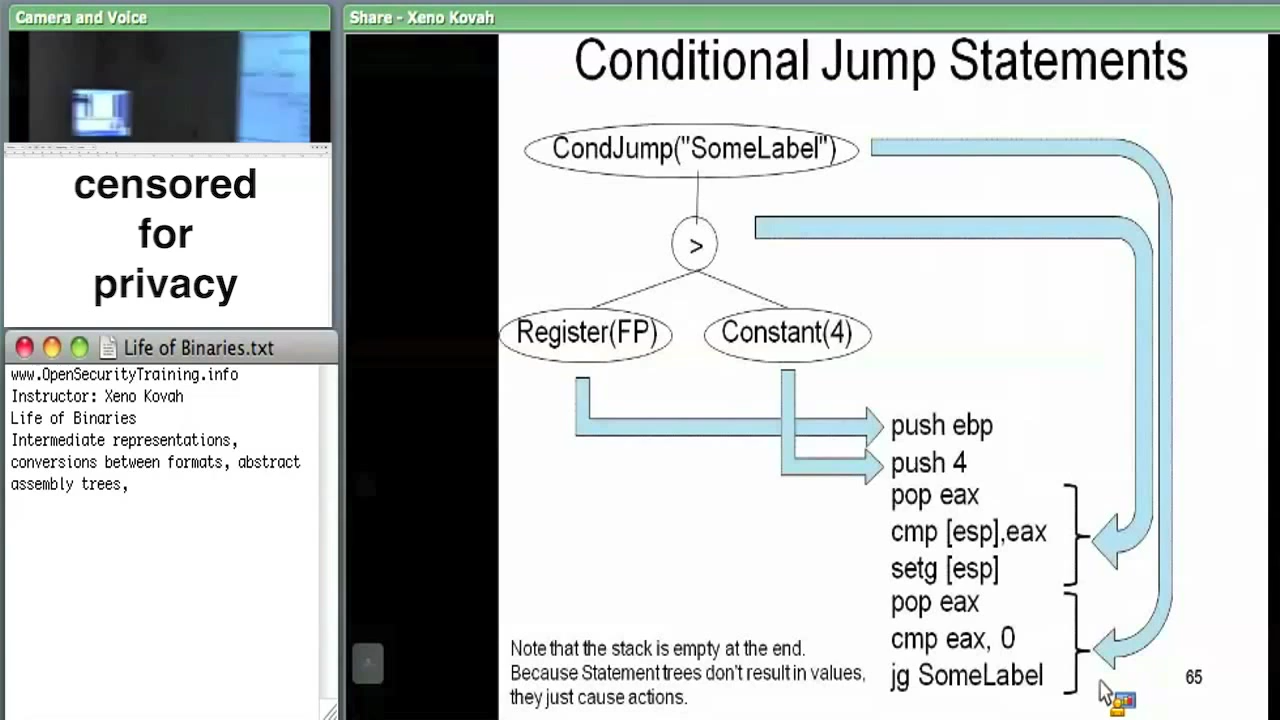 Camera and Voice
censored
for
privacy
Life of Binaries.txt
www.OpenSecurityTraining.info
Instructor: Xeno Kovah
Life of Binaries
Intermediate representations,
conversions between formats, abstract
assembly trees,
Share - Xeno Kovah
Conditional Jump Statements
CondJump("SomeLabel")
>
Register(FP)
Constant(4)
push ebp
push 4
pop eax
cmp [esp],eax
setg [esp]
pop eax
cmp eax, 0
jg SomeLabel
Note that the stack is empty at the end.
Because Statement trees don't result in values,
they just cause actions.
65